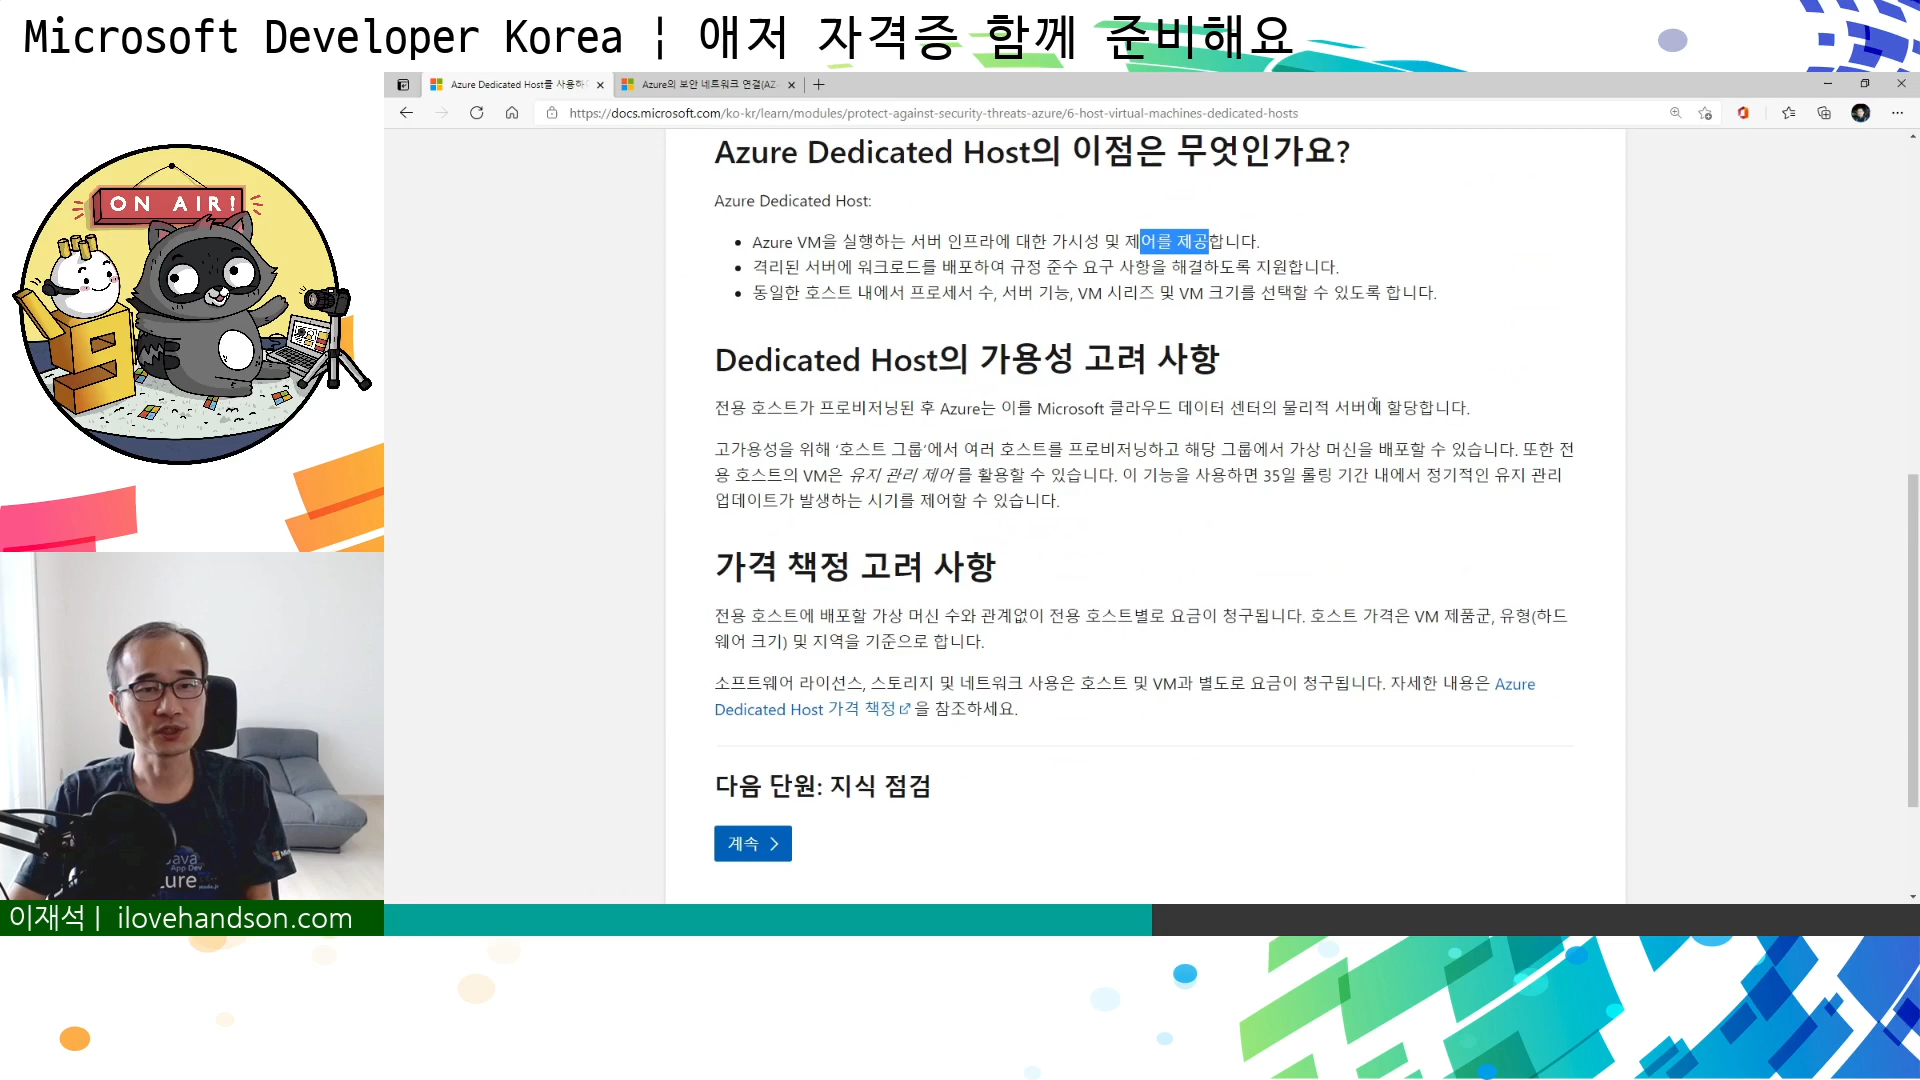 Microsoft Developer Korea | 애저 자격증 함께 준비해요
Azure Dedicated Host를 사용하
Azure의 보안 네트워크 연결(AZ-
https://docs.microsoft.com/ko-kr/learn/modules/protect-against-security-threats-azure/6-host-virtual-machines-dedicated-hosts
ON AIR!
Azure Dedicated Host의 이점은 무엇인가요?
Azure Dedicated Host:
Azure VM을 실행하는 서버 인프라에 대한 가시성 및 제어를 제공합니다.
격리된 서버에 워크로드를 배포하여 규정 준수 요구 사항을 해결하도록 지원합니다.
동일한 호스트 내에서 프로세서 수, 서버 기능, VM 시리즈 및 VM 크기를 선택할 수 있도록 합니다.
Dedicated Host의 가용성 고려 사항
전용 호스트가 프로비저닝된 후 Azure는 이를 Microsoft 클라우드 데이터 센터의 물리적 서버에 할당합니다.
고가용성을 위해 '호스트 그룹'에서 여러 호스트를 프로비저닝하고 해당 그룹에서 가상 머신을 배포할 수 있습니다. 또한 전
용 호스트의 VM은 유지 관리 제어 를 활용할 수 있습니다. 이 기능을 사용하면 35일 롤링 기간 내에서 정기적인 유지 관리
업데이트가 발생하는 시기를 제어할 수 있습니다.
가격 책정 고려 사항
전용 호스트에 배포할 가상 머신 수와 관계없이 전용 호스트별로 요금이 청구됩니다. 호스트 가격은 VM 제품군, 유형(하드
웨어 크기) 및 지역을 기준으로 합니다.
소프트웨어 라이선스, 스토리지 및 네트워크 사용은 호스트 및 VM과 별도로 요금이 청구됩니다. 자세한 내용은 Azure
Dedicated Host 가격 책정 을 참조하세요.
다음 단원: 지식 점검
계속
Java
App Dev
이재석 | ilovehandson.com